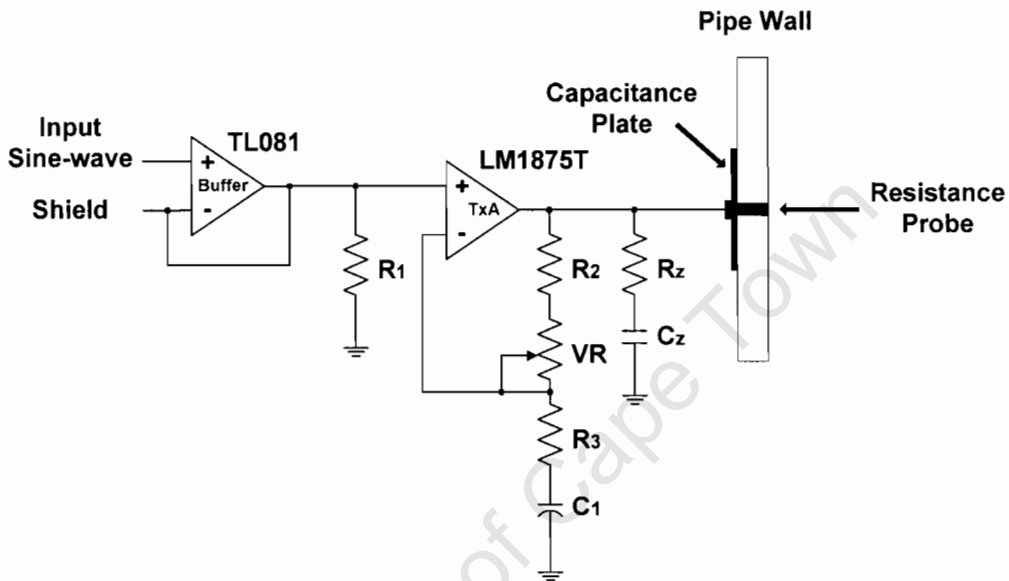 Pipe Wall
Capacitance
Plate
Input
Sine-wave
TL081
LM1875T
+
Buffer
-
+
TxA
-
Shield
Resistance
Probe
R1
R2
Rz
VR
Cz
R3
C1
of Cape Town